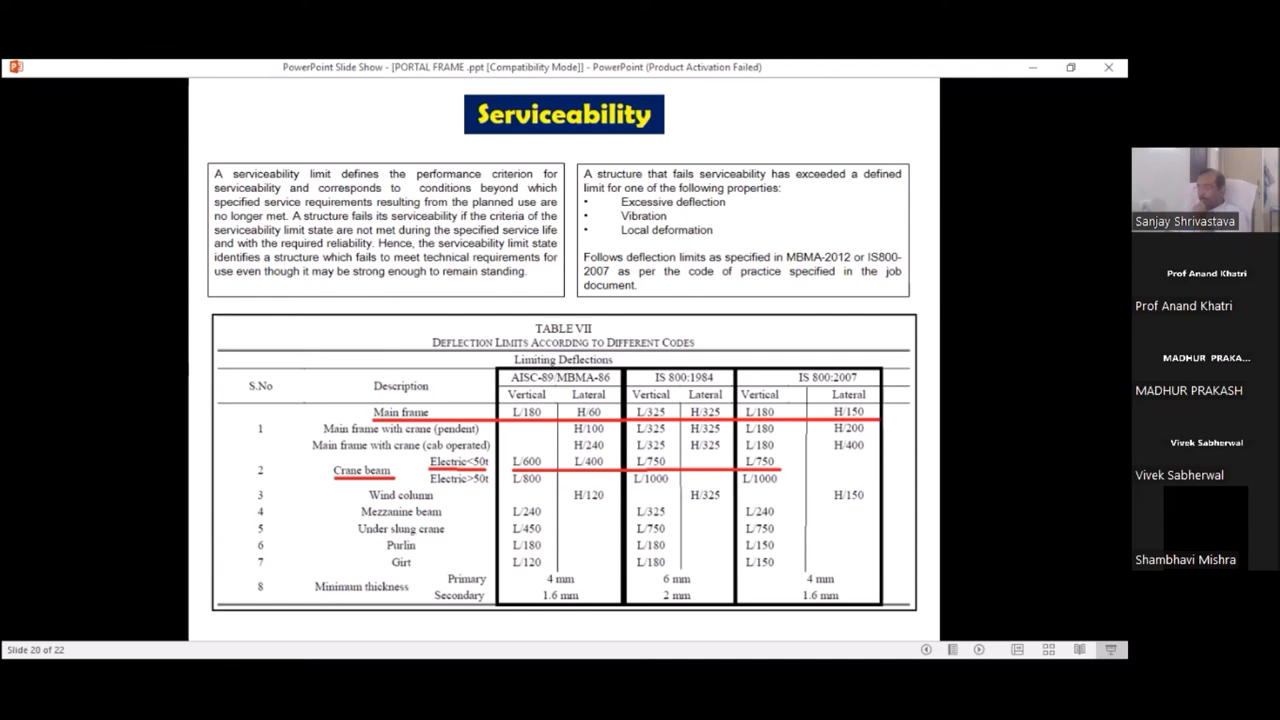 PowerPoint Slide Show - [PORTAL FRAME .ppt [Compatibility Mode]] - PowerPoint (Product Activation Failed)
Serviceability
A serviceability limit defines the performance criterion for
serviceability and corresponds to conditions beyond which
specified service requirements resulting from the planned use are
no longer met. A structure fails its serviceability if the criteria of the
serviceability limit state are not met during the specified service life
and with the required reliability. Hence, the serviceability limit state
identifies a structure which fails to meet technical requirements for
use even though it may be strong enough to remain standing.
A structure that fails serviceability has exceeded a defined
limit for one of the following properties:
• Excessive deflection
• Vibration
• Local deformation
Follows deflection limits as specified in MBMA-2012 or IS800-
2007 as per the code of practice specified in the job
document.
TABLE VII
DEFLECTION LIMITS ACCORDING TO DIFFERENT CODES
Limiting Deflections
S.No Description AISC-89/MBMA-86 IS 800:1984 IS 800:2007
Vertical Lateral Vertical Lateral Vertical Lateral
Main frame L/180 H/60 L/325 H/325 L/180 H/150
1 Main frame with crane (pendent) H/100 L/325 H/325 L/180 H/200
Main frame with crane (cab operated) H/240 L/325 H/325 L/180 H/400
2 Crane beam Electric<50t L/600 L/400 L/750 L/750
Electric>50t L/800 L/1000 L/1000
3 Wind column H/120 H/325 H/150
4 Mezzanine beam L/240 L/325 L/240
5 Under slung crane L/450 L/750 L/750
6 Purlin L/180 L/180 L/150
7 Girt L/120 L/180 L/150
8 Minimum thickness Primary 4 mm 6 mm 4 mm
Secondary 1.6 mm 2 mm 1.6 mm
Slide 20 of 22
Sanjay Shrivastava
Prof Anand Khatri
Prof Anand Khatri
MADHUR PRAKA...
MADHUR PRAKASH
Vivek Sabherwal
Vivek Sabherwal
Shambhavi Mishra